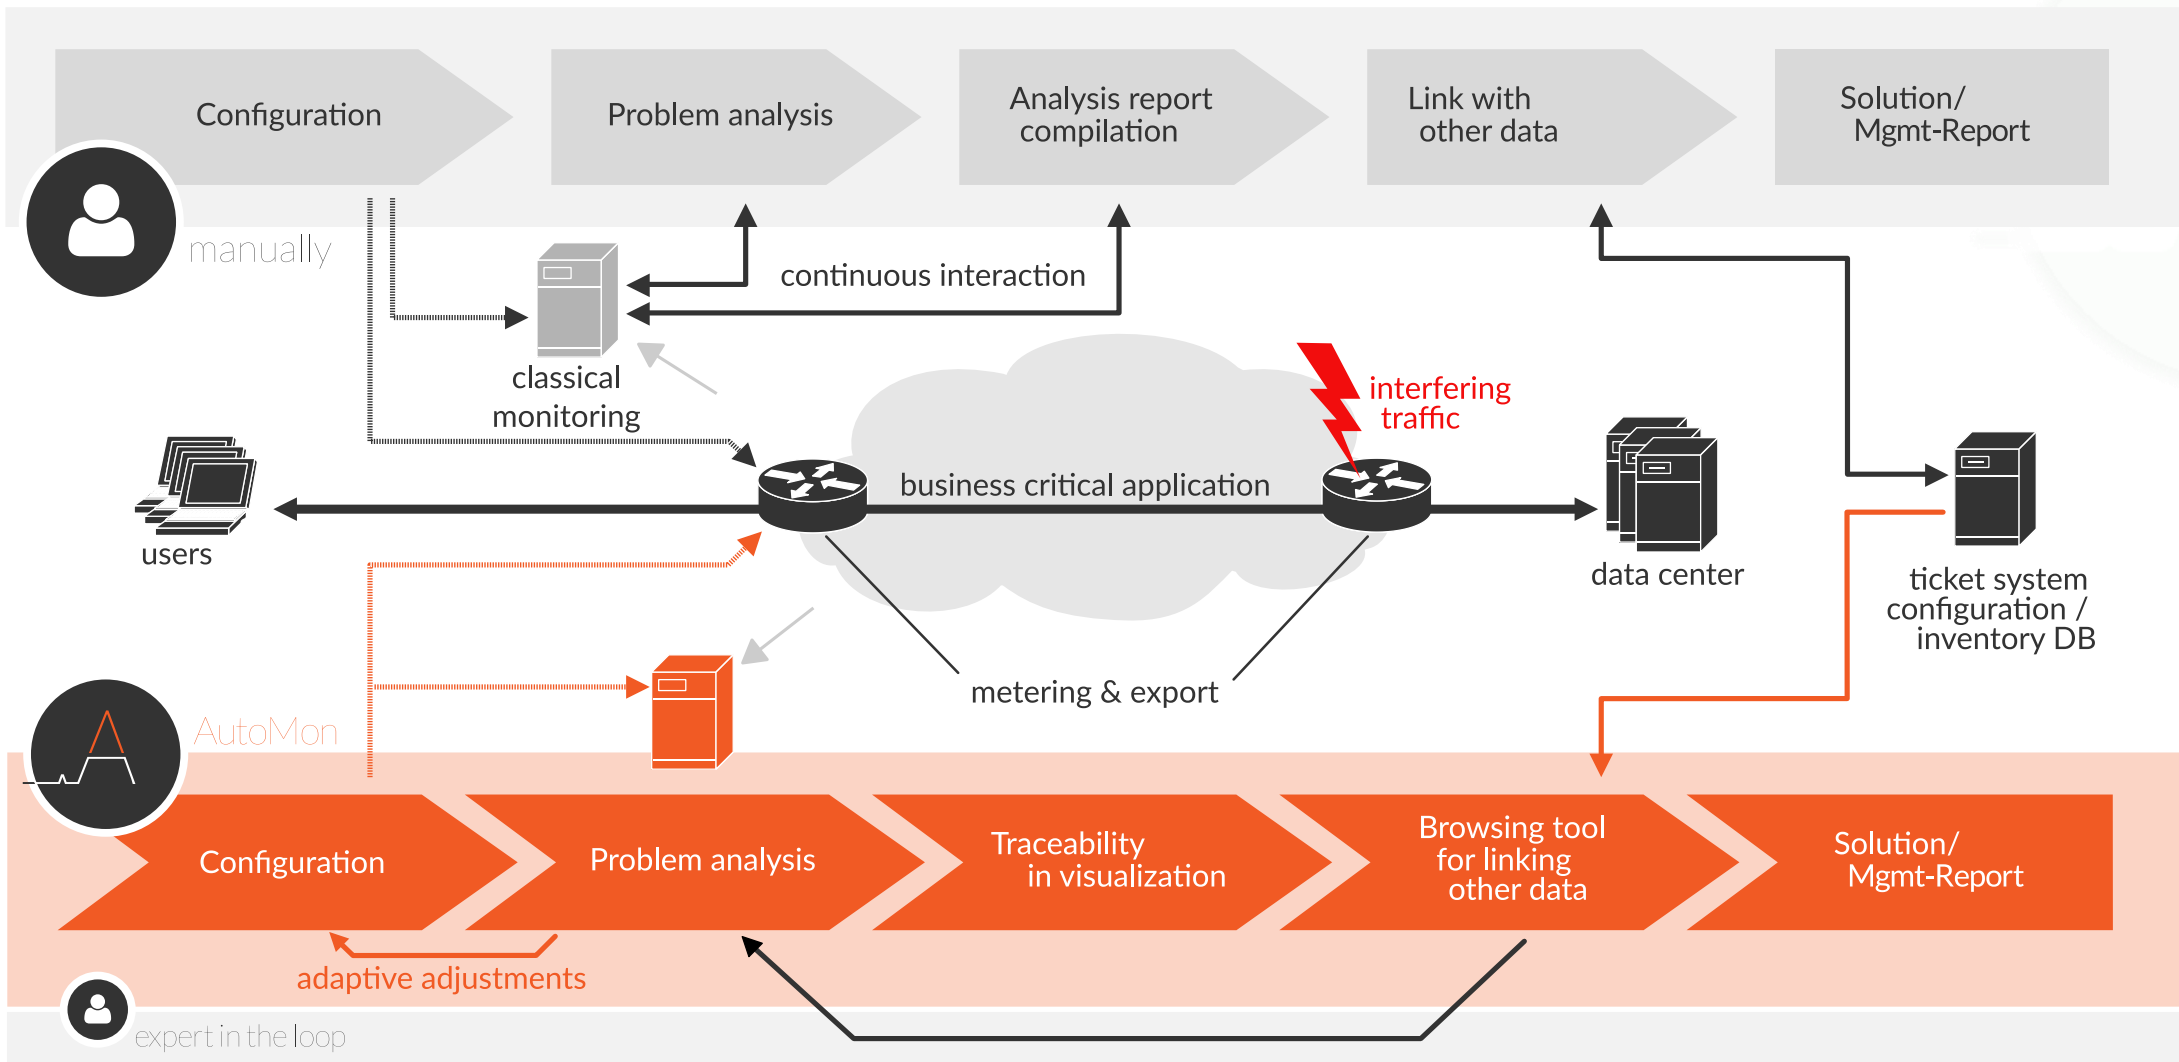 Configuration
Problem analysis
Analysis report
compilation
Link with
other data
Solution/
Mgmt-Report
manually
continuous interaction
classical
monitoring
interfering
traffic
business critical application
users
data center
ticket system
configuration /
inventory DB
metering & export
AutoMon
Configuration
Problem analysis
Traceability
in visualization
Browsing tool
for linking
other data
Solution/
Mgmt-Report
adaptive adjustments
expert in the loop